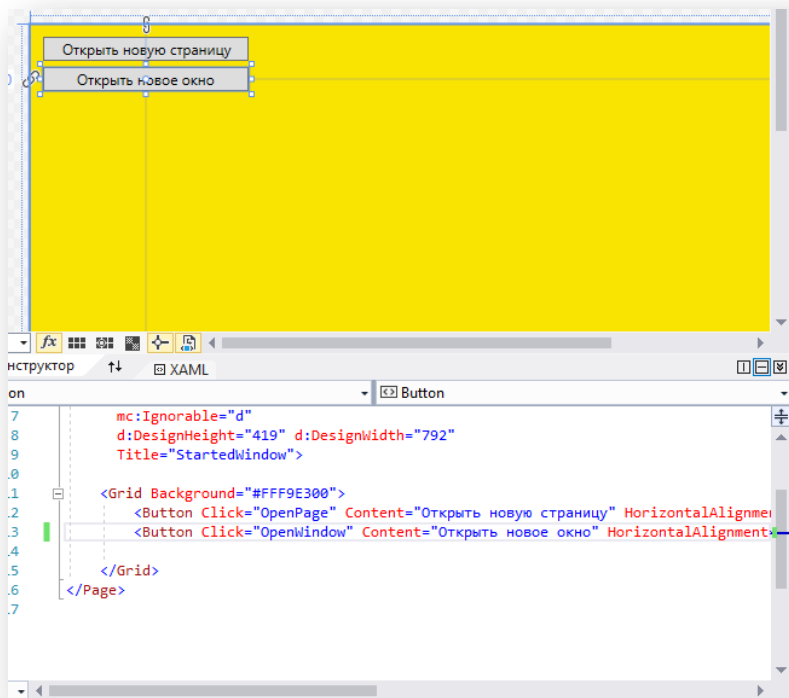 Открыть новую страницу
Открыть новое окно
fx
нструктор
XAML
on
Button
7 mc:Ignorable="d"
8 d:DesignHeight="419" d:DesignWidth="792"
9 Title="StartedWindow">
.0
.1 <Grid Background="#FFF9E300">
.2 <Button Click="OpenPage" Content="Открыть новую страницу" HorizontalAlignmen
.3 <Button Click="OpenWindow" Content="Открыть новое окно" HorizontalAlignment
.4
.5 </Grid>
.6 </Page>
.7